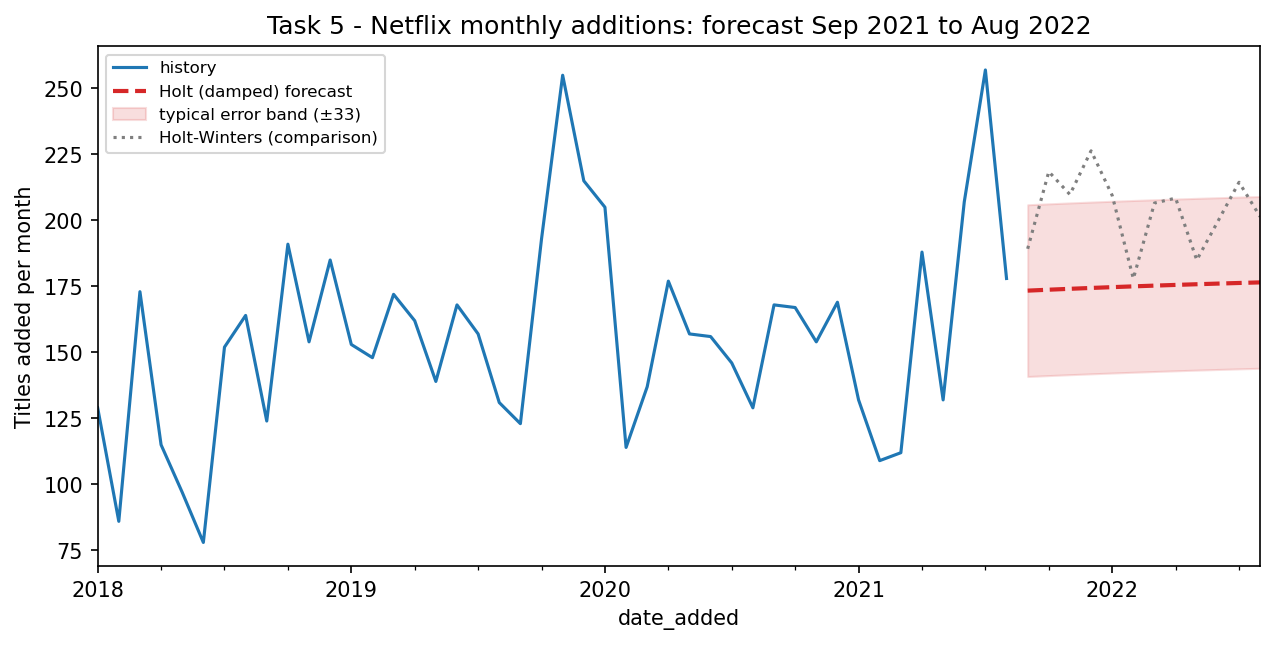 Task 5 - Netflix monthly additions: forecast Sep 2021 to Aug 2022
history
Holt (damped) forecast
typical error band (±33)
Holt-Winters (comparison)
Titles added per month
250
225
200
175
150
125
100
75
2018
2019
2020
2021
2022
date_added